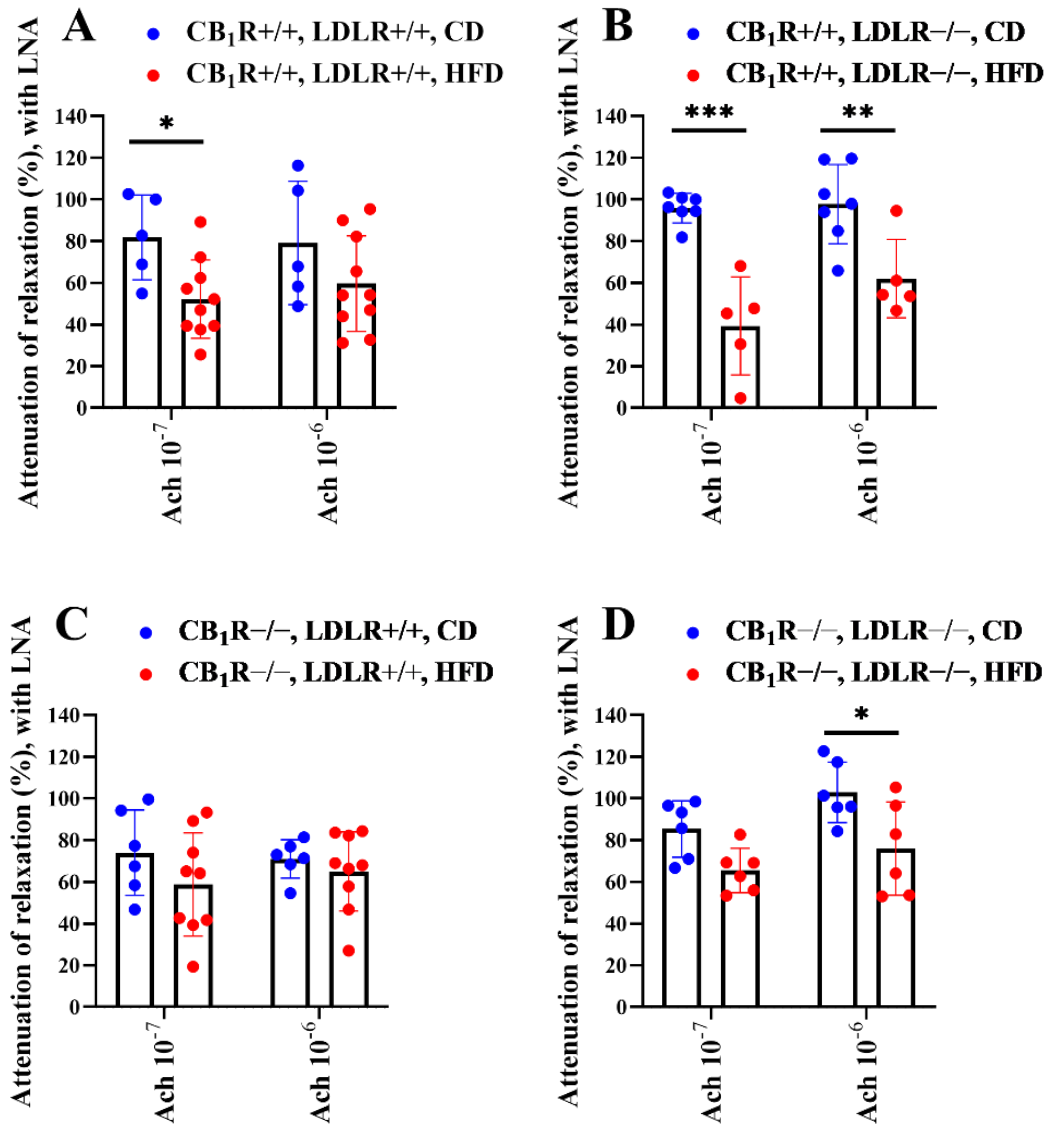 A
CB₁R+/+, LDLR+/+, CD
CB₁R+/+, LDLR+/+, HFD
Attenuation of relaxation (%), with LNA
140
120
100
80
60
40
20
0
*
Ach 10⁻⁷
Ach 10⁻⁶
B
CB₁R+/+, LDLR−/−, CD
CB₁R+/+, LDLR−/−, HFD
Attenuation of relaxation (%), with LNA
140
120
100
80
60
40
20
0
***
**
Ach 10⁻⁷
Ach 10⁻⁶
C
CB₁R−/−, LDLR+/+, CD
CB₁R−/−, LDLR+/+, HFD
Attenuation of relaxation (%), with LNA
140
120
100
80
60
40
20
0
Ach 10⁻⁷
Ach 10⁻⁶
D
CB₁R−/−, LDLR−/−, CD
CB₁R−/−, LDLR−/−, HFD
Attenuation of relaxation (%), with LNA
140
120
100
80
60
40
20
0
*
Ach 10⁻⁷
Ach 10⁻⁶